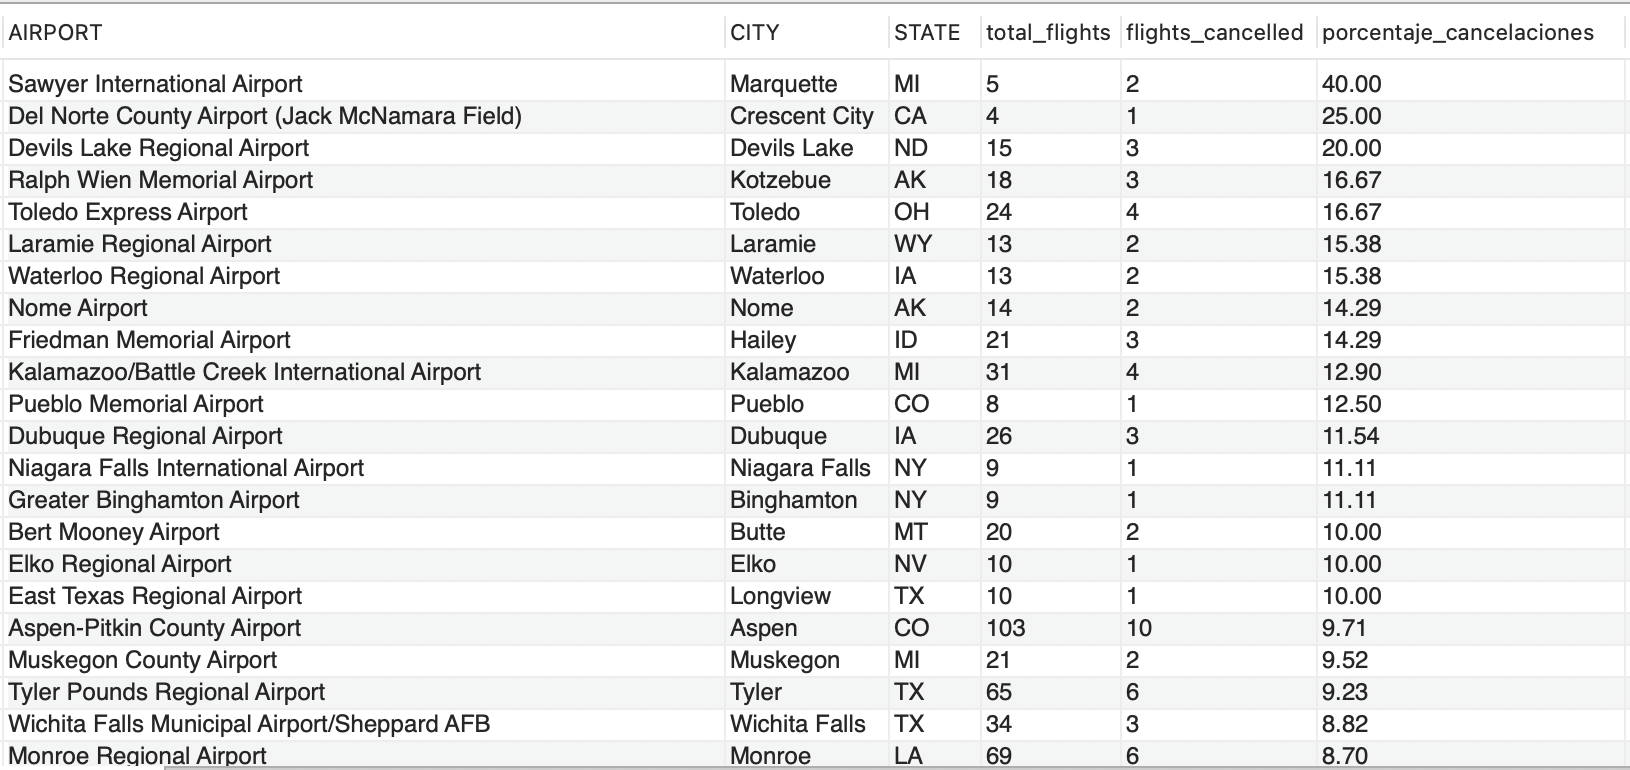 AIRPORT CITY STATE total_flights flights_cancelled porcentaje_cancelaciones
Sawyer International Airport Marquette MI 5 2 40.00
Del Norte County Airport (Jack McNamara Field) Crescent City CA 4 1 25.00
Devils Lake Regional Airport Devils Lake ND 15 3 20.00
Ralph Wien Memorial Airport Kotzebue AK 18 3 16.67
Toledo Express Airport Toledo OH 24 4 16.67
Laramie Regional Airport Laramie WY 13 2 15.38
Waterloo Regional Airport Waterloo IA 13 2 15.38
Nome Airport Nome AK 14 2 14.29
Friedman Memorial Airport Hailey ID 21 3 14.29
Kalamazoo/Battle Creek International Airport Kalamazoo MI 31 4 12.90
Pueblo Memorial Airport Pueblo CO 8 1 12.50
Dubuque Regional Airport Dubuque IA 26 3 11.54
Niagara Falls International Airport Niagara Falls NY 9 1 11.11
Greater Binghamton Airport Binghamton NY 9 1 11.11
Bert Mooney Airport Butte MT 20 2 10.00
Elko Regional Airport Elko NV 10 1 10.00
East Texas Regional Airport Longview TX 10 1 10.00
Aspen-Pitkin County Airport Aspen CO 103 10 9.71
Muskegon County Airport Muskegon MI 21 2 9.52
Tyler Pounds Regional Airport Tyler TX 65 6 9.23
Wichita Falls Municipal Airport/Sheppard AFB Wichita Falls TX 34 3 8.82
Monroe Regional Airport Monroe LA 69 6 8.70